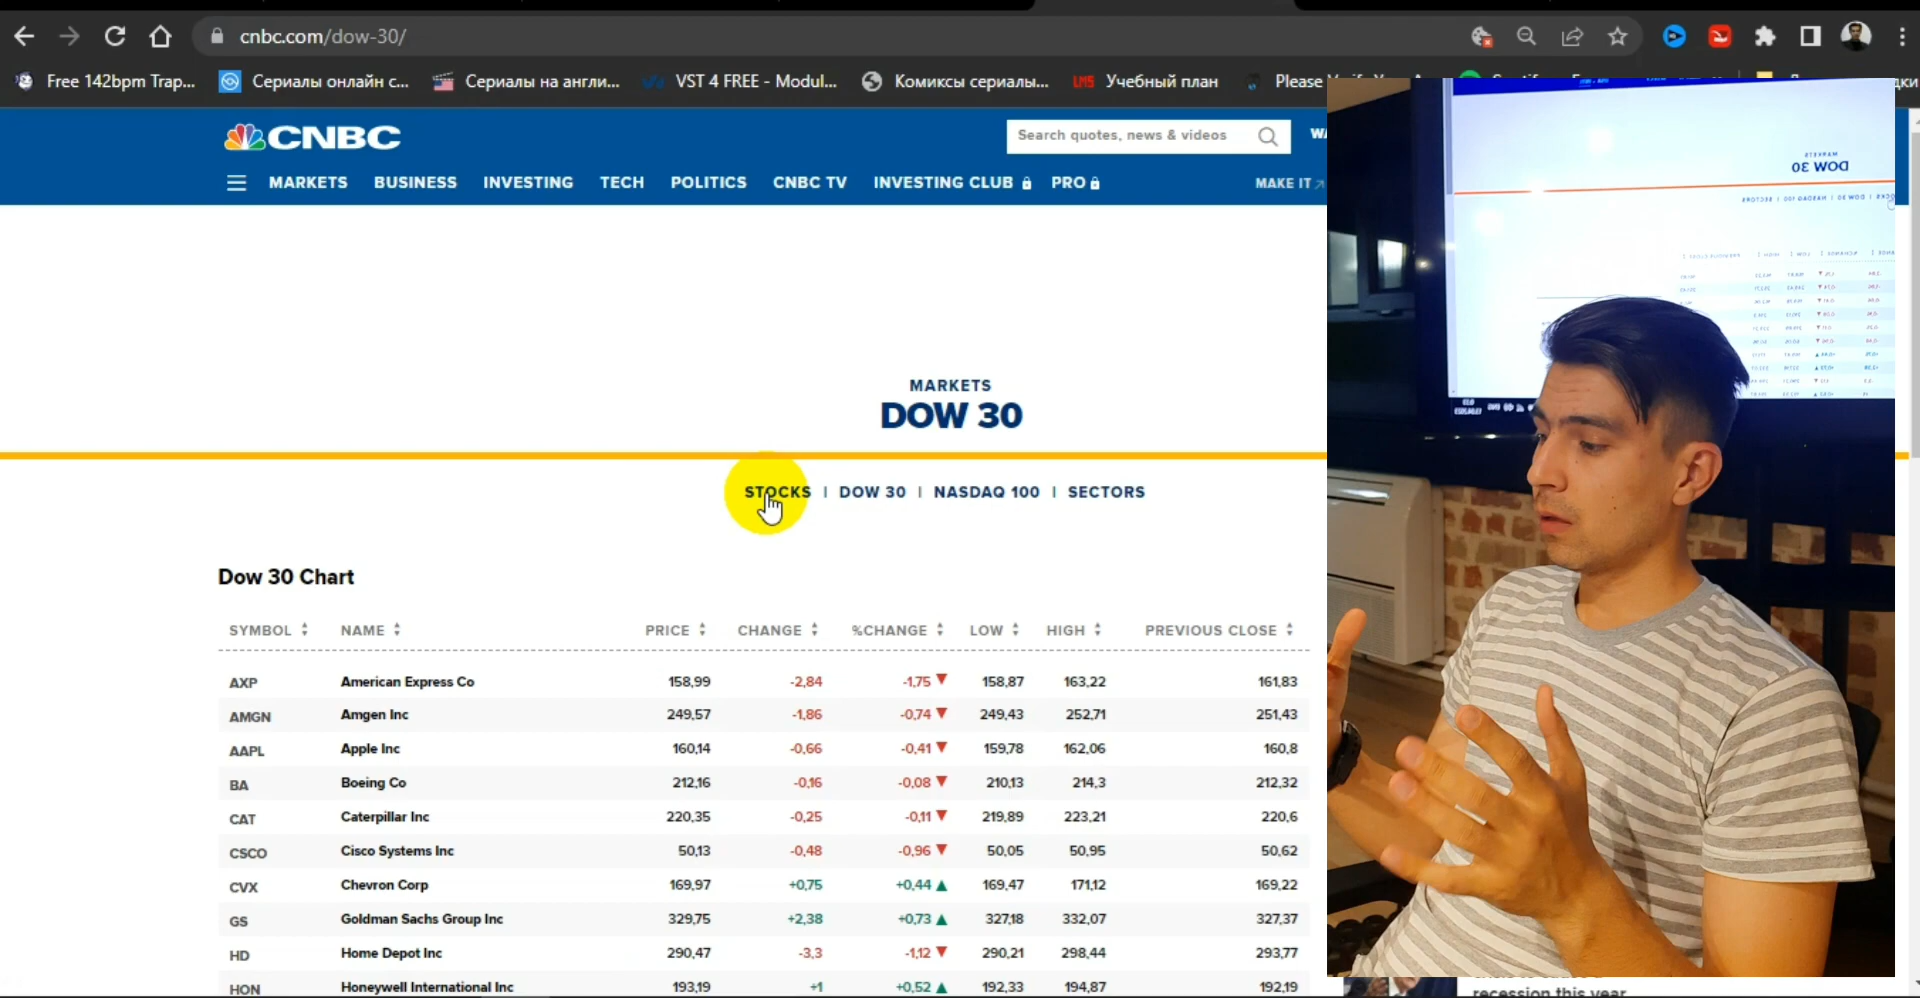 cnbc.com/dow-30/
Free 142bpm Trap...
Сериалы онлайн с...
Сериалы на англи...
VST 4 FREE - Modul...
Комиксы сериалы...
LMS Учебный план
Please
CNBC
Search quotes, news & videos
MARKETS BUSINESS INVESTING TECH POLITICS CNBC TV INVESTING CLUB PRO MAKE IT
MARKETS
DOW 30
STOCKS | DOW 30 | NASDAQ 100 | SECTORS
Dow 30 Chart
SYMBOL NAME PRICE CHANGE %CHANGE LOW HIGH PREVIOUS CLOSE
AXP American Express Co 158,99 -2,84 -1,75 158,87 163,22 161,83
AMGN Amgen Inc 249,57 -1,86 -0,74 249,43 252,71 251,43
AAPL Apple Inc 160,14 -0,66 -0,41 159,78 162,06 160,8
BA Boeing Co 212,16 -0,16 -0,08 210,13 214,3 212,32
CAT Caterpillar Inc 220,35 -0,25 -0,11 219,89 223,21 220,6
CSCO Cisco Systems Inc 50,13 -0,48 -0,96 50,05 50,95 50,62
CVX Chevron Corp 169,97 +0,75 +0,44 169,47 171,12 169,22
GS Goldman Sachs Group Inc 329,75 +2,38 +0,73 327,18 332,07 327,37
HD Home Depot Inc 290,47 -3,3 -1,12 290,21 298,44 293,77
HON Honeywell International Inc 193,19 +1 +0,52 192,33 194,87 192,19
MARKETS
DOW 30
recession this year